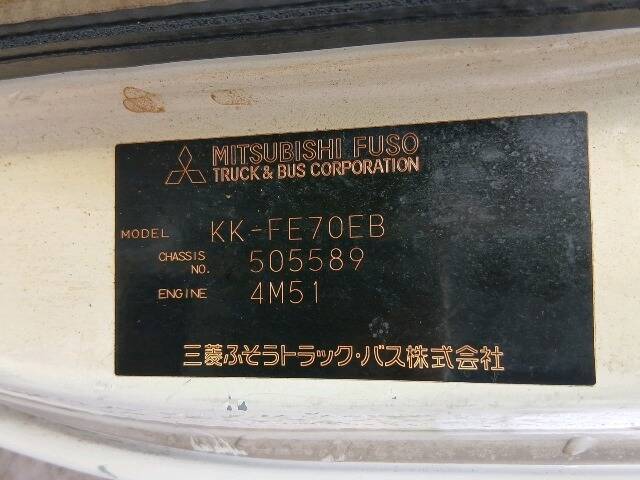 MITSUBISHI FUSO
TRUCK & BUS CORPORATION
MODEL KK-FE70EB
CHASSIS NO. 505589
ENGINE 4M51
三菱ふそうトラック・バス株式会社